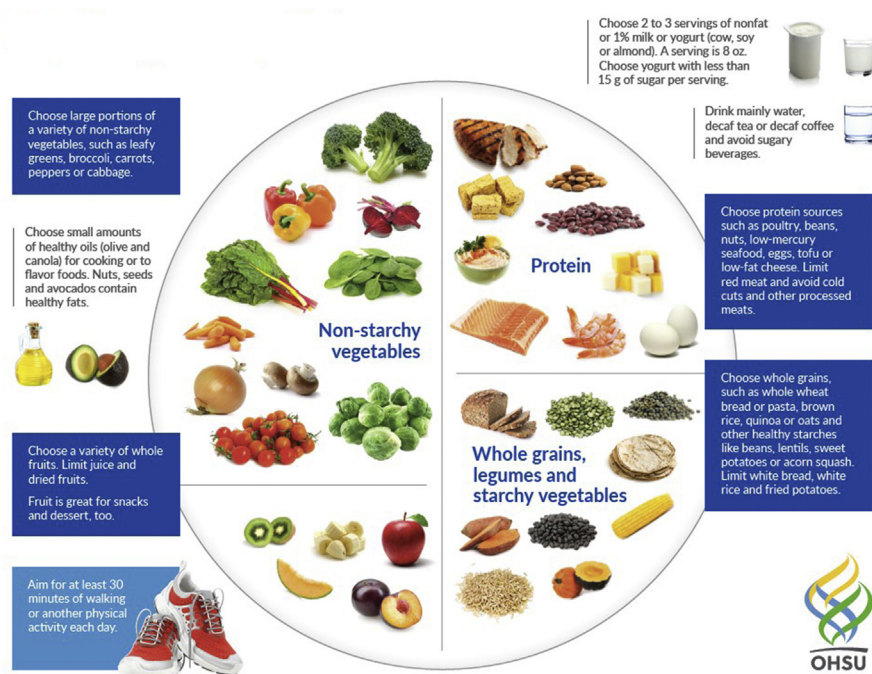 Choose 2 to 3 servings of nonfat
or 1% milk or yogurt (cow, soy
or almond). A serving is 8 oz.
Choose yogurt with less than
15 g of sugar per serving.
Drink mainly water,
decaf tea or decaf coffee
and avoid sugary
beverages.
Choose large portions of
a variety of non-starchy
vegetables, such as leafy
greens, broccoli, carrots,
peppers or cabbage.
Choose small amounts
of healthy oils (olive and
canola) for cooking or to
flavor foods. Nuts, seeds
and avocados contain
healthy fats.
Non-starchy
vegetables
Protein
Choose protein sources
such as poultry, beans,
nuts, low-mercury
seafood, eggs, tofu or
low-fat cheese. Limit
red meat and avoid cold
cuts and other processed
meats.
Whole grains,
legumes and
starchy vegetables
Choose whole grains,
such as whole wheat
bread or pasta, brown
rice, quinoa or oats and
other healthy starches
like beans, lentils, sweet
potatoes or acorn squash.
Limit white bread, white
rice and fried potatoes.
Choose a variety of whole
fruits. Limit juice and
dried fruits.
Fruit is great for snacks
and dessert, too.
Aim for at least 30
minutes of walking
or another physical
activity each day.
OHSU